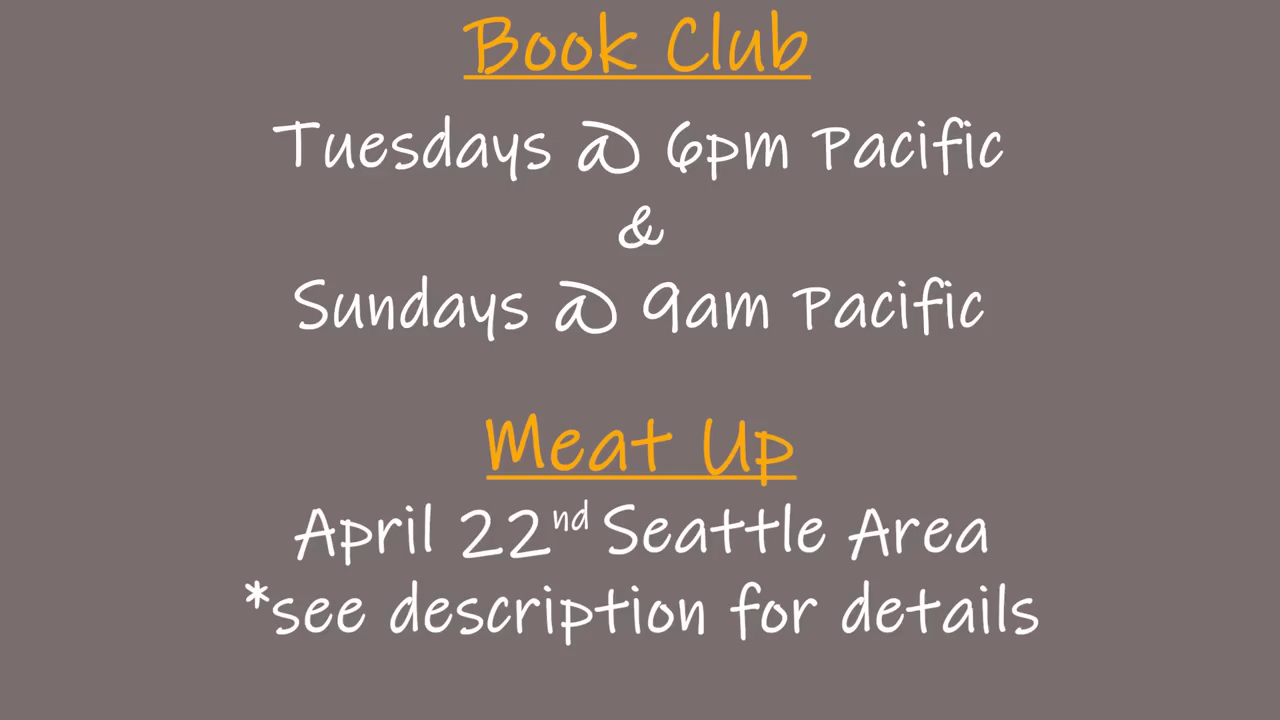 Book Club
Tuesdays @ 6pm Pacific
&
Sundays @ 9am Pacific
Meat Up
April 22nd Seattle Area
*see description for details